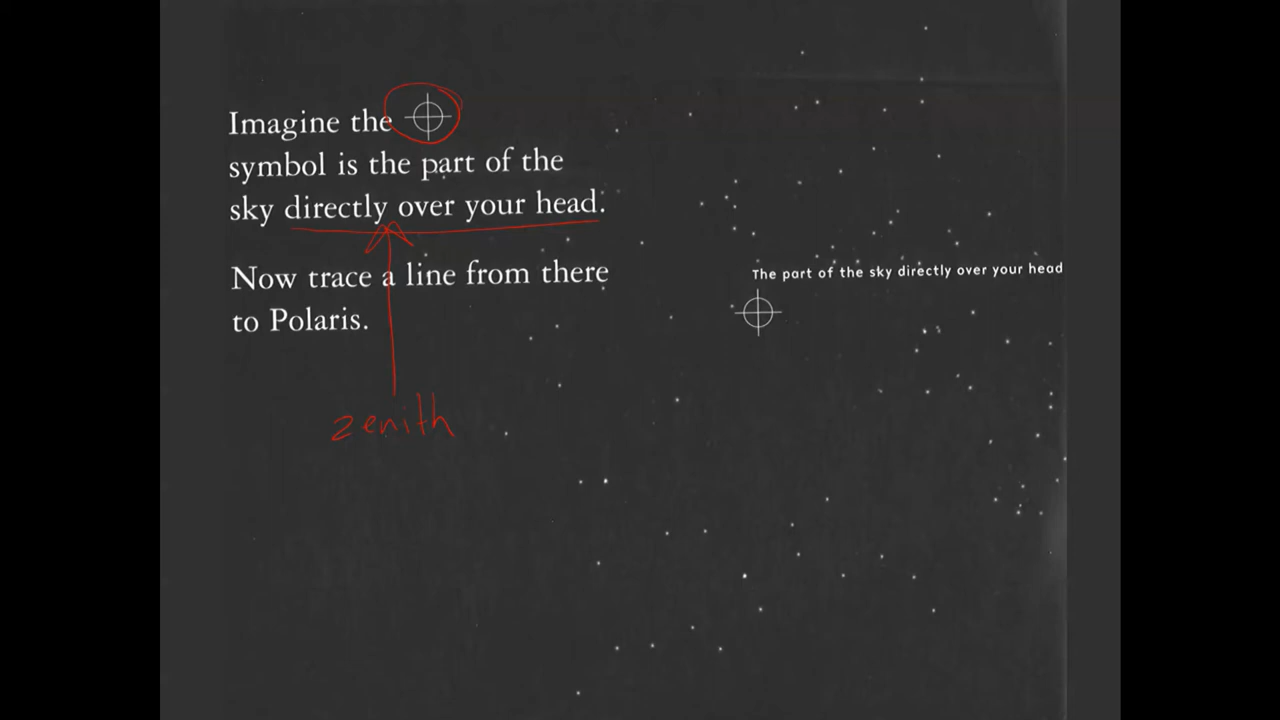 Imagine the
symbol is the part of the
sky directly over your head.
Now trace a line from there
to Polaris.
zenith
The part of the sky directly over your head